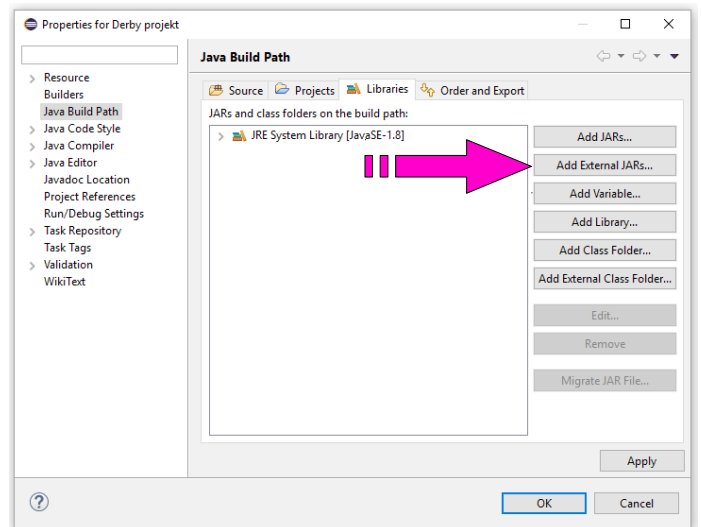 Properties for Derby projekt
Java Build Path
Resource
Builders
Java Build Path
Java Code Style
Java Compiler
Java Editor
Javadoc Location
Project References
Run/Debug Settings
Task Repository
Task Tags
Validation
WikiText
Source Projects Libraries Order and Export
JARs and class folders on the build path:
JRE System Library [JavaSE-1.8]
Add JARs...
Add External JARs...
Add Variable...
Add Library...
Add Class Folder...
Add External Class Folder...
Edit...
Remove
Migrate JAR File...
Apply
OK Cancel